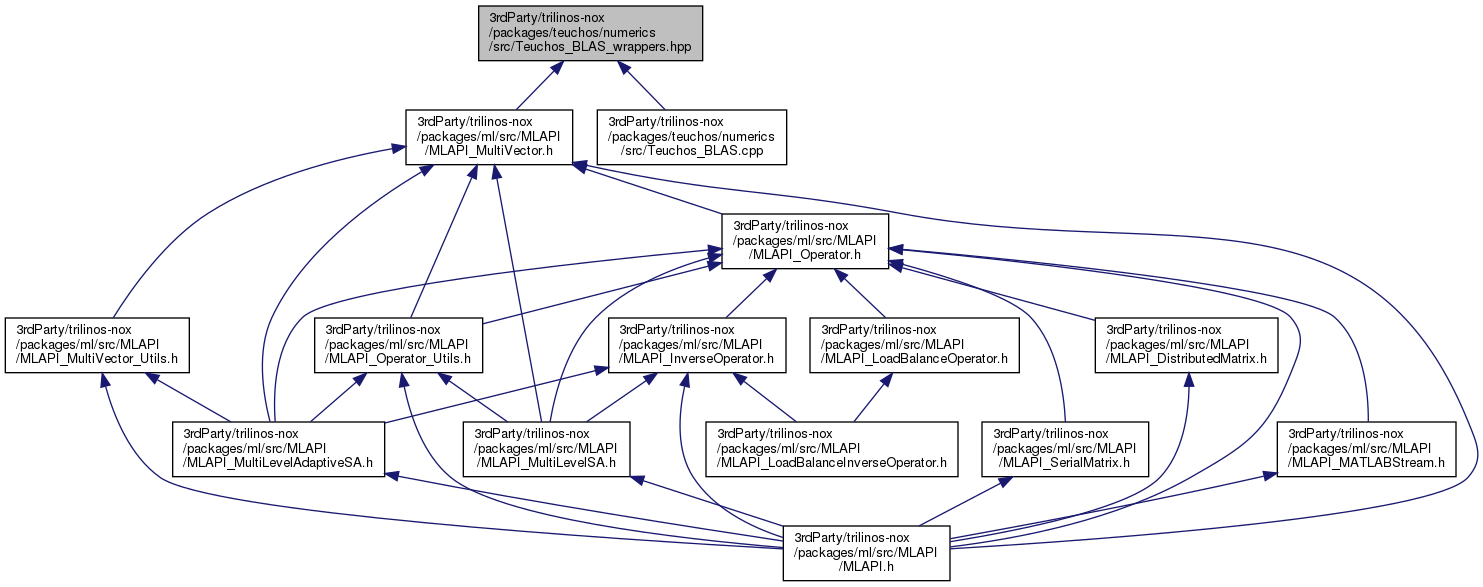 3rdParty/trilinos-nox
/packages/teuchos/numerics
/src/Teuchos_BLAS_wrappers.hpp
3rdParty/trilinos-nox
/packages/ml/src/MLAPI
/MLAPI_MultiVector.h
3rdParty/trilinos-nox
/packages/teuchos/numerics
/src/Teuchos_BLAS.cpp
3rdParty/trilinos-nox
/packages/ml/src/MLAPI
/MLAPI_Operator.h
3rdParty/trilinos-nox
/packages/ml/src/MLAPI
/MLAPI_MultiVector_Utils.h
3rdParty/trilinos-nox
/packages/ml/src/MLAPI
/MLAPI_Operator_Utils.h
3rdParty/trilinos-nox
/packages/ml/src/MLAPI
/MLAPI_InverseOperator.h
3rdParty/trilinos-nox
/packages/ml/src/MLAPI
/MLAPI_LoadBalanceOperator.h
3rdParty/trilinos-nox
/packages/ml/src/MLAPI
/MLAPI_DistributedMatrix.h
3rdParty/trilinos-nox
/packages/ml/src/MLAPI
/MLAPI_MultiLevelAdaptiveSA.h
3rdParty/trilinos-nox
/packages/ml/src/MLAPI
/MLAPI_MultiLevelSA.h
3rdParty/trilinos-nox
/packages/ml/src/MLAPI
/MLAPI_LoadBalanceInverseOperator.h
3rdParty/trilinos-nox
/packages/ml/src/MLAPI
/MLAPI_SerialMatrix.h
3rdParty/trilinos-nox
/packages/ml/src/MLAPI
/MLAPI_MATLABStream.h
3rdParty/trilinos-nox
/packages/ml/src/MLAPI
/MLAPI.h